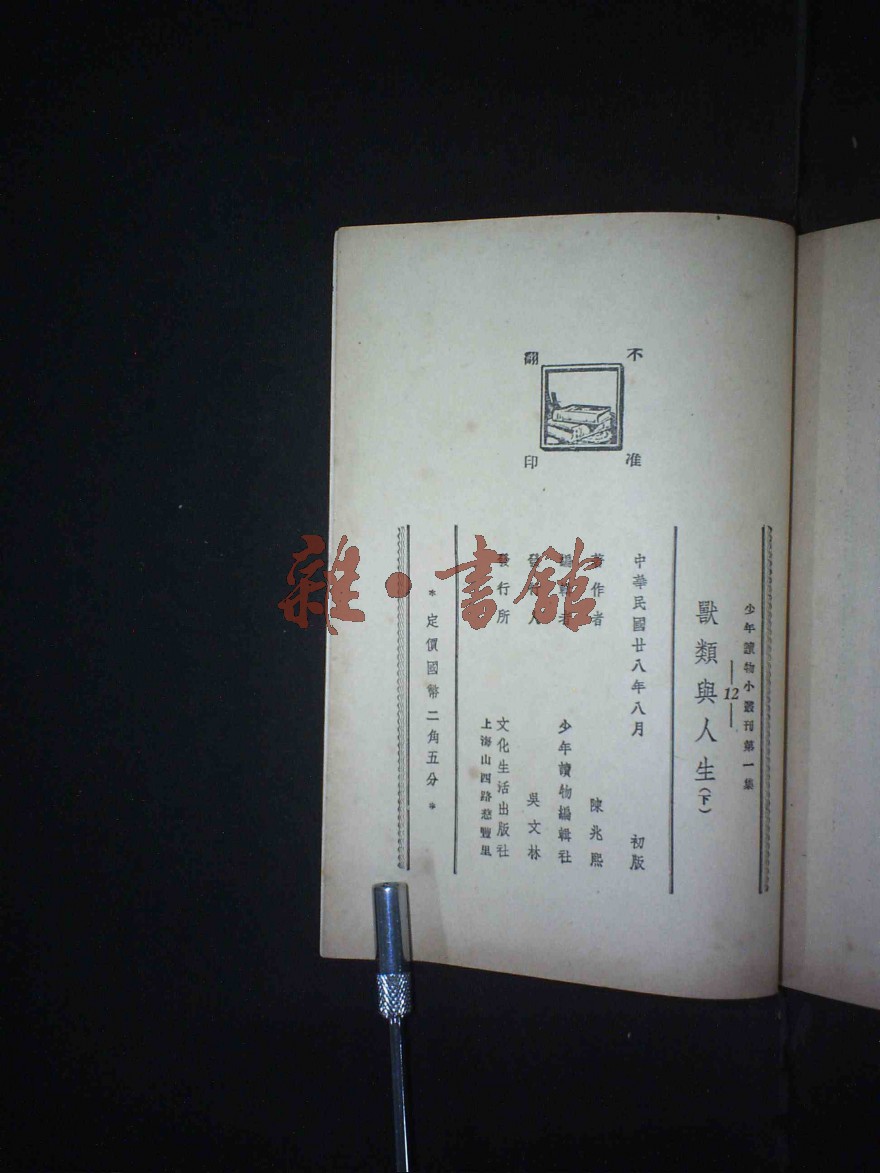 不准
翻印
少年讀物小叢刊第一集
12
獸類與人生(下)
中華民國廿八年八月 初版
著作者 陳兆熙
編輯者 少年讀物編輯社
發行人 吳文林
發行所 文化生活出版社
上海山四路慈豐里
*定價國幣二角五分*
雜·書館